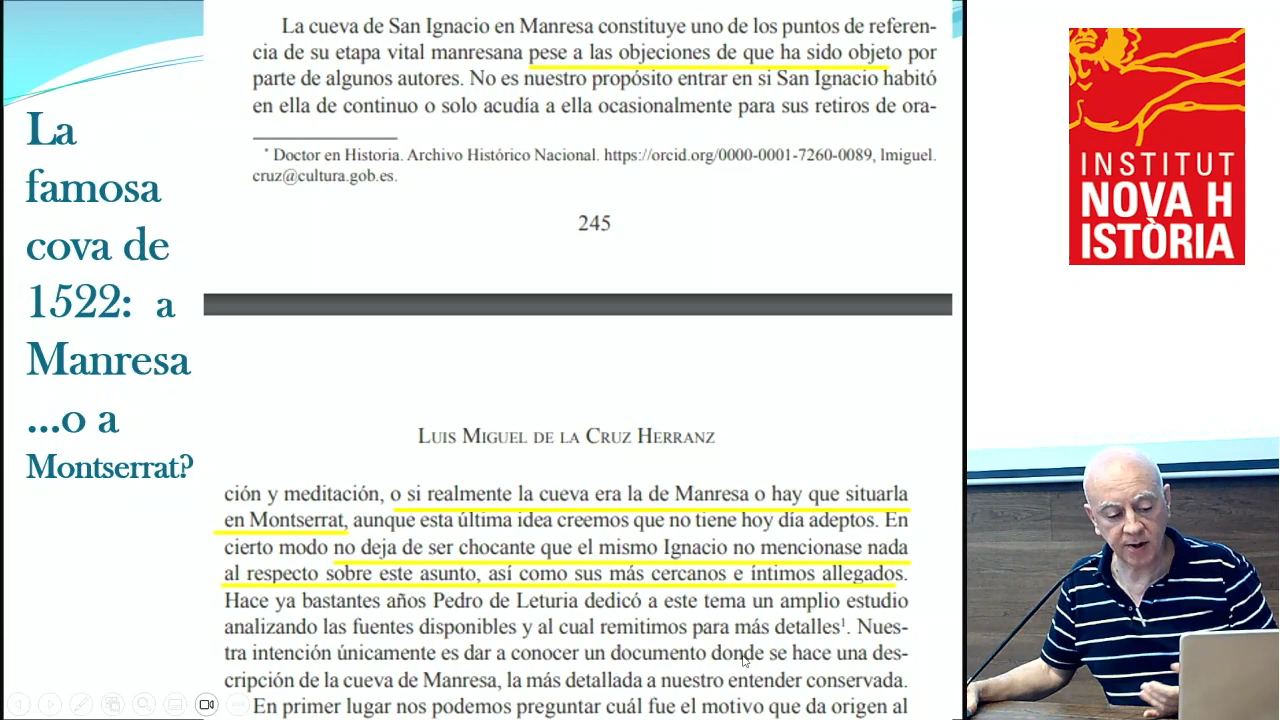 La
famosa
cova de
1522: a
Manresa
...o a
Montserrat?
La cueva de San Ignacio en Manresa constituye uno de los puntos de referen-
cia de su etapa vital manresana pese a las objeciones de que ha sido objeto por
parte de algunos autores. No es nuestro propósito entrar en si San Ignacio habitó
en ella de continuo o solo acudía a ella ocasionalmente para sus retiros de ora-
* Doctor en Historia. Archivo Histórico Nacional. https://orcid.org/0000-0001-7260-0089, lmiguel.
cruz@cultura.gob.es.
245
Luis Miguel de la Cruz Herranz
ción y meditación, o si realmente la cueva era la de Manresa o hay que situarla
en Montserrat, aunque esta última idea creemos que no tiene hoy día adeptos. En
cierto modo no deja de ser chocante que el mismo Ignacio no mencionase nada
al respecto sobre este asunto, así como sus más cercanos e íntimos allegados.
Hace ya bastantes años Pedro de Leturia dedicó a este tema un amplio estudio
analizando las fuentes disponibles y al cual remitimos para más detalles¹. Nues-
tra intención únicamente es dar a conocer un documento donde se hace una des-
cripción de la cueva de Manresa, la más detallada a nuestro entender conservada.
En primer lugar nos podemos preguntar cuál fue el motivo que da origen al
INSTITUT
NOVA H
ISTÒRIA